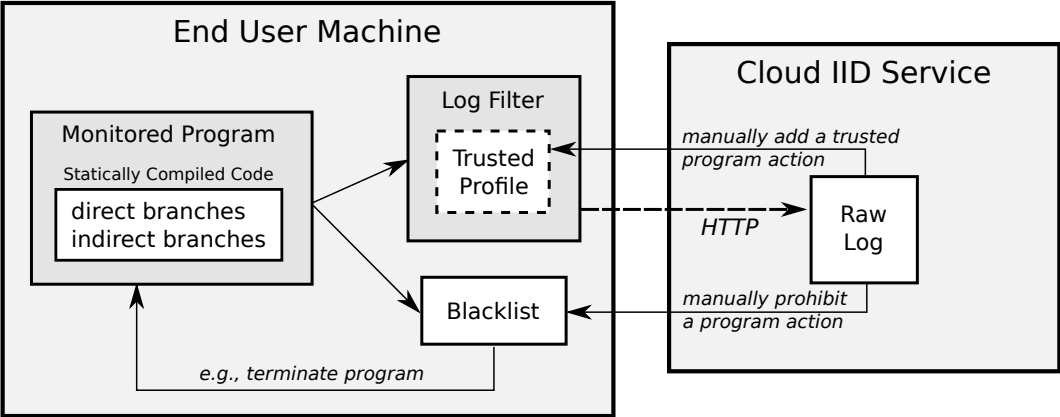 End User Machine
Monitored Program
Statically Compiled Code
direct branches
indirect branches
Log Filter
Trusted
Profile
Blacklist
e.g., terminate program
Cloud IID Service
manually add a trusted
program action
HTTP
Raw
Log
manually prohibit
a program action